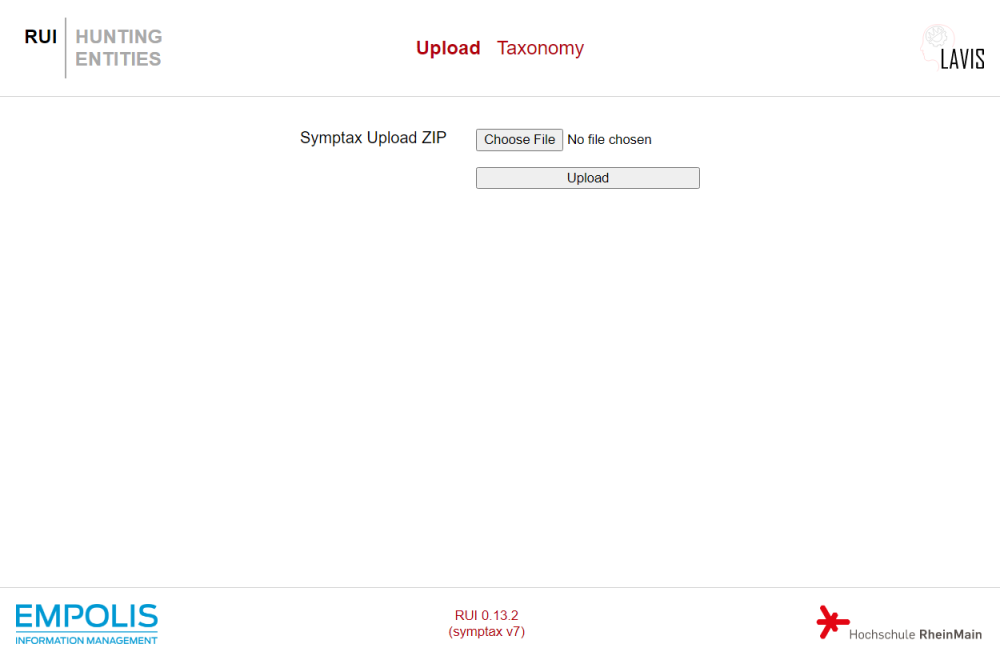 RUI HUNTING
ENTITIES
Upload Taxonomy
LAVIS
Symptax Upload ZIP Choose File No file chosen
Upload
EMPOLIS
INFORMATION MANAGEMENT
RUI 0.13.2
(symptax v7)
Hochschule RheinMain